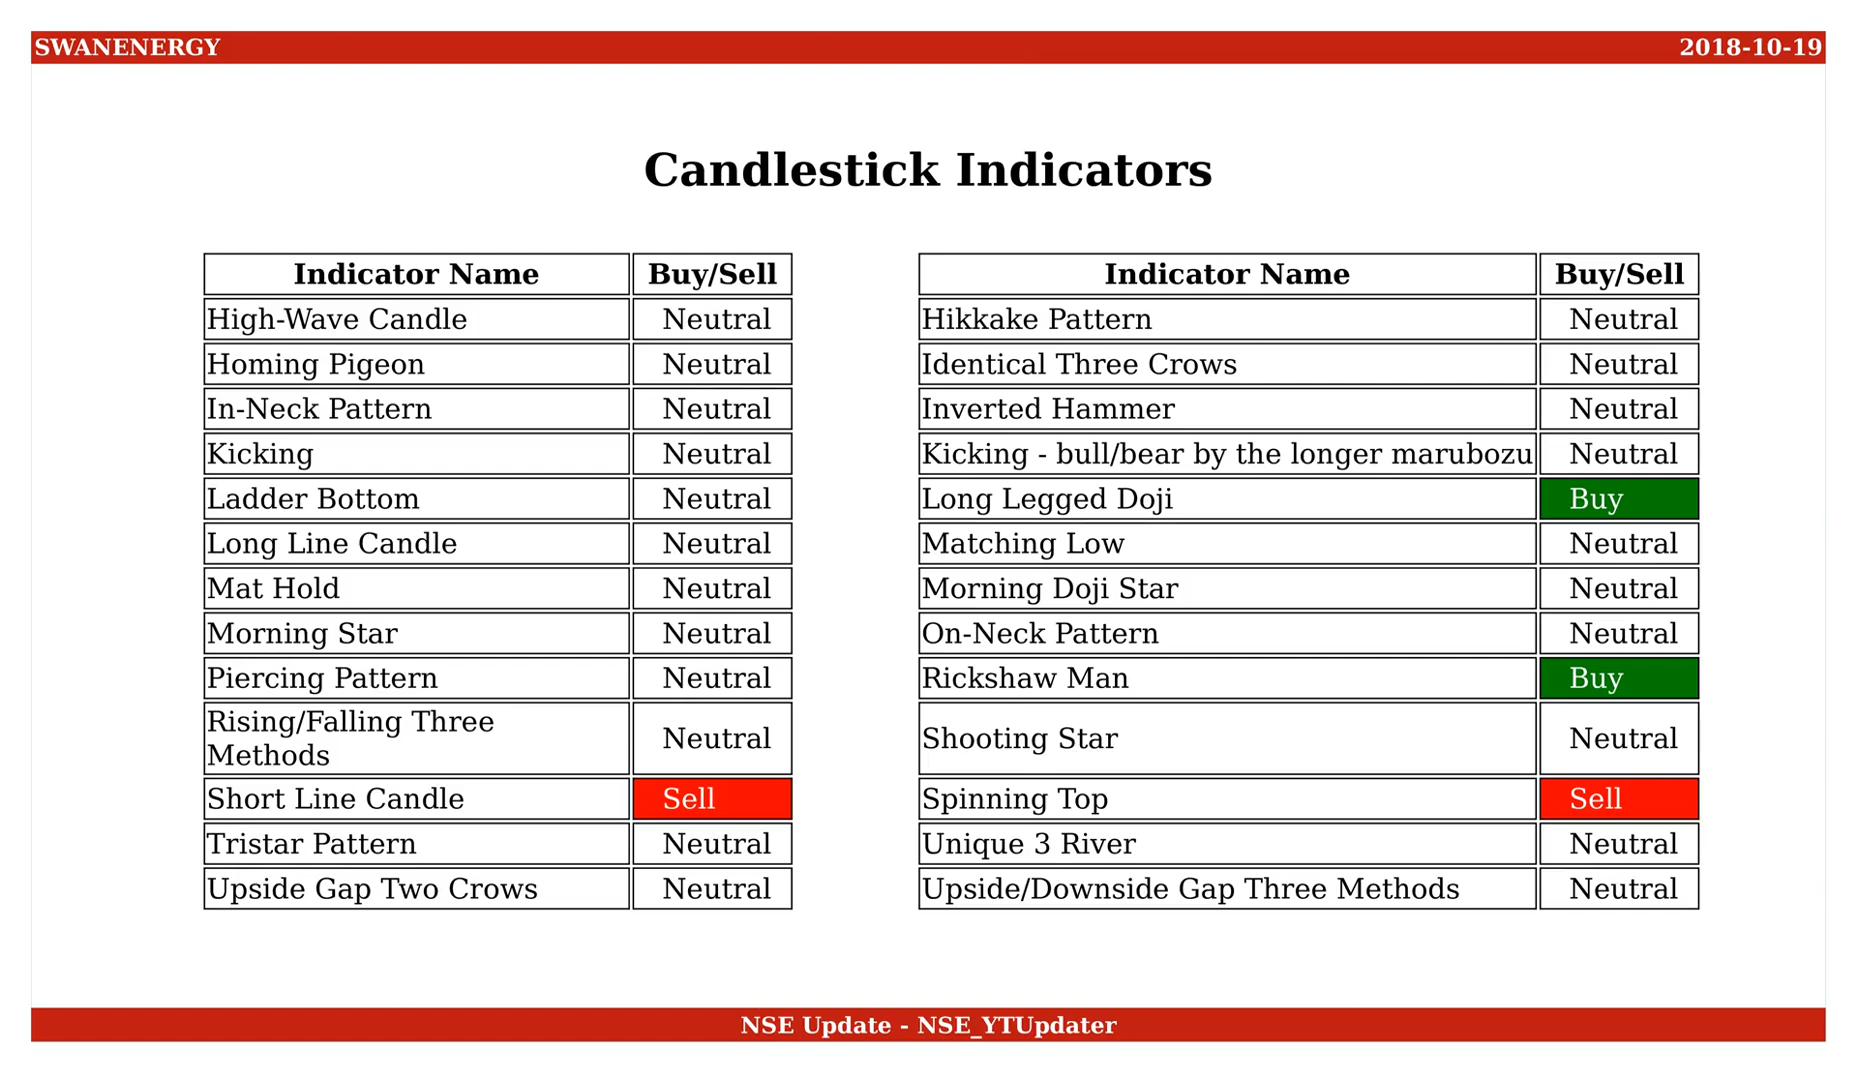 SWANENERGY 2018-10-19
Candlestick Indicators
Indicator Name Buy/Sell
High-Wave Candle Neutral
Homing Pigeon Neutral
In-Neck Pattern Neutral
Kicking Neutral
Ladder Bottom Neutral
Long Line Candle Neutral
Mat Hold Neutral
Morning Star Neutral
Piercing Pattern Neutral
Rising/Falling Three
Methods Neutral
Short Line Candle Sell
Tristar Pattern Neutral
Upside Gap Two Crows Neutral
Indicator Name Buy/Sell
Hikkake Pattern Neutral
Identical Three Crows Neutral
Inverted Hammer Neutral
Kicking - bull/bear by the longer marubozu Neutral
Long Legged Doji Buy
Matching Low Neutral
Morning Doji Star Neutral
On-Neck Pattern Neutral
Rickshaw Man Buy
Shooting Star Neutral
Spinning Top Sell
Unique 3 River Neutral
Upside/Downside Gap Three Methods Neutral
NSE Update - NSE_YTUpdater